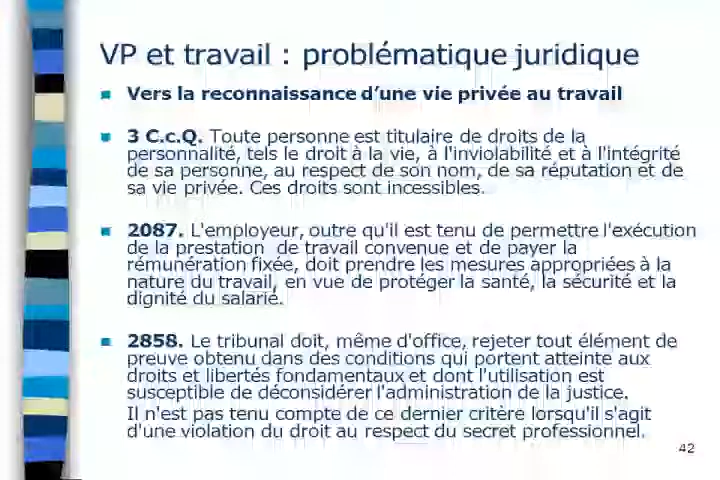 VP et travail : problématique juridique
Vers la reconnaissance d’une vie privée au travail
3 C.c.Q. Toute personne est titulaire de droits de la
personnalité, tels le droit à la vie, à l'inviolabilité et à l'intégrité
de sa personne, au respect de son nom, de sa réputation et de
sa vie privée. Ces droits sont incessibles.
2087. L'employeur, outre qu'il est tenu de permettre l'exécution
de la prestation de travail convenue et de payer la
rémunération fixée, doit prendre les mesures appropriées à la
nature du travail, en vue de protéger la santé, la sécurité et la
dignité du salarié.
2858. Le tribunal doit, même d'office, rejeter tout élément de
preuve obtenu dans des conditions qui portent atteinte aux
droits et libertés fondamentaux et dont l'utilisation est
susceptible de déconsidérer l'administration de la justice.
Il n'est pas tenu compte de ce dernier critère lorsqu'il s'agit
d'une violation du droit au respect du secret professionnel.
42